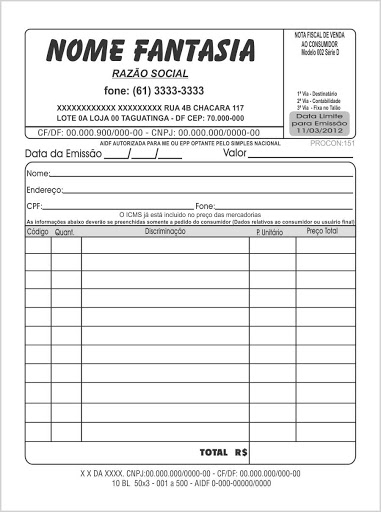 NOME FANTASIA
RAZÃO SOCIAL
fone: (61) 3333-3333
XXXXXXXXXXXX XXXXXXXXX RUA 4B CHACARA 117
LOTE DA LOJA 00 TAGUATINGA - DF CEP: 70.000-000
CF/DF: 00.000.900/000-00 - CNPJ: 00.000.000/0000-00
NOTA FISCAL DE VENDA
AO CONSUMIDOR
Modelo 002 Série D
1ª Via - Destinatário
2ª Via - Contabilidade
3ª Via - Fixa no Talão
Data Limite
para Emissão
11/03/2012
AIDF AUTORIZADA PARA ME OU EPP OPTANTE PELO SIMPLES NACIONAL
PROCON:151
Data da Emissão ___/___/___ Valor
Nome:
Endereço:
CPF: Fone:
O ICMS já está incluido no preço das mercadorias
As informações abaixo deverão se preenchidas somente a pedido do consumidor (Dados relativos ao consumidor ou usuário final)
Código Quant. Discriminação P. Unitário Preço Total
TOTAL R$
X X DA XXXX. CNPJ:00.000.000/0000-00 - CF/DF: 00.000.000/000-00
10 BL 50x3 - 001 a 500 - AIDF 0-000-00000/0000